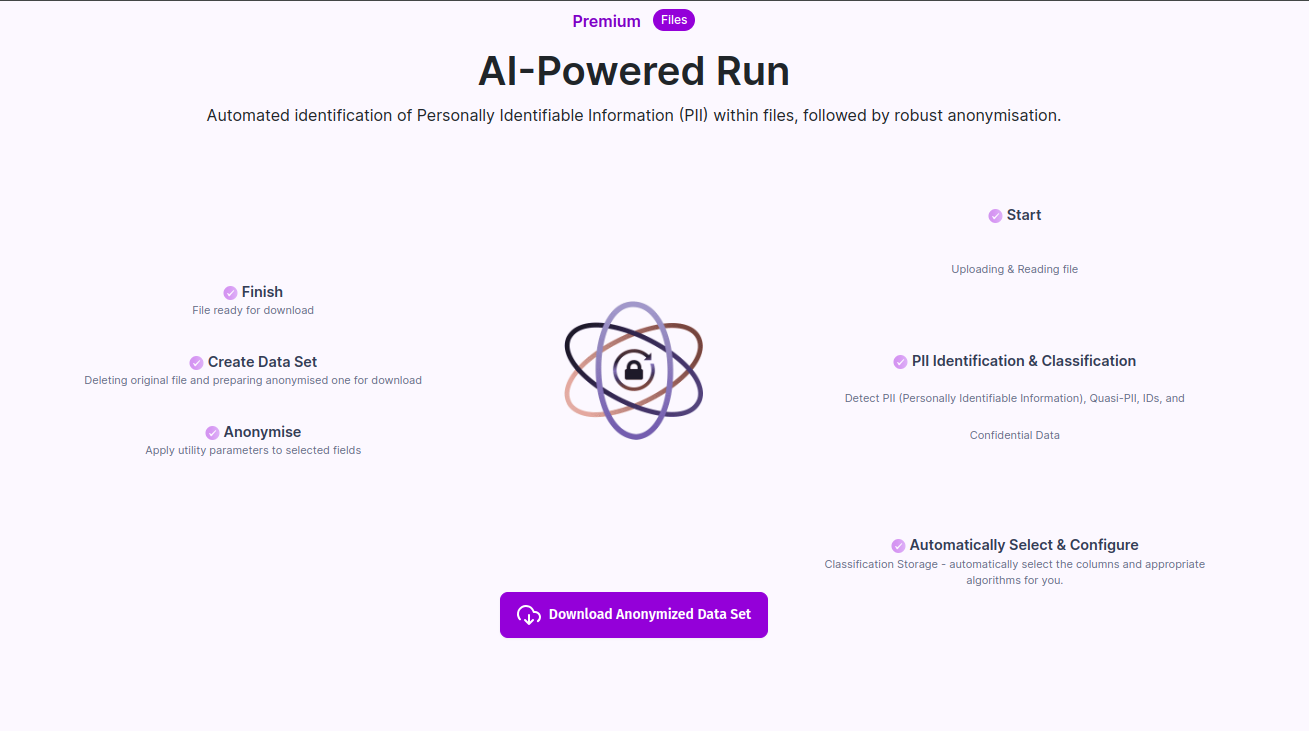 Premium Files
AI-Powered Run
Automated identification of Personally Identifiable Information (PII) within files, followed by robust anonymisation.
Start
Uploading & Reading file
Finish
File ready for download
Create Data Set
Deleting original file and preparing anonymised one for download
PII Identification & Classification
Detect PII (Personally Identifiable Information), Quasi-PII, IDs, and
Confidential Data
Anonymise
Apply utility parameters to selected fields
Automatically Select & Configure
Classification Storage - automatically select the columns and appropriate
algorithms for you.
Download Anonymized Data Set